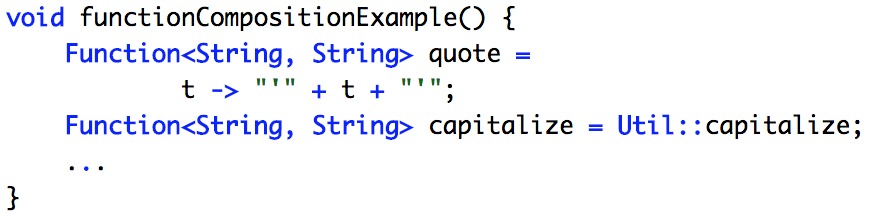 void functionCompositionExample() {
    Function<String, String> quote =
            t -> "'" + t + "'";
    Function<String, String> capitalize = Util::capitalize;
    ...
}